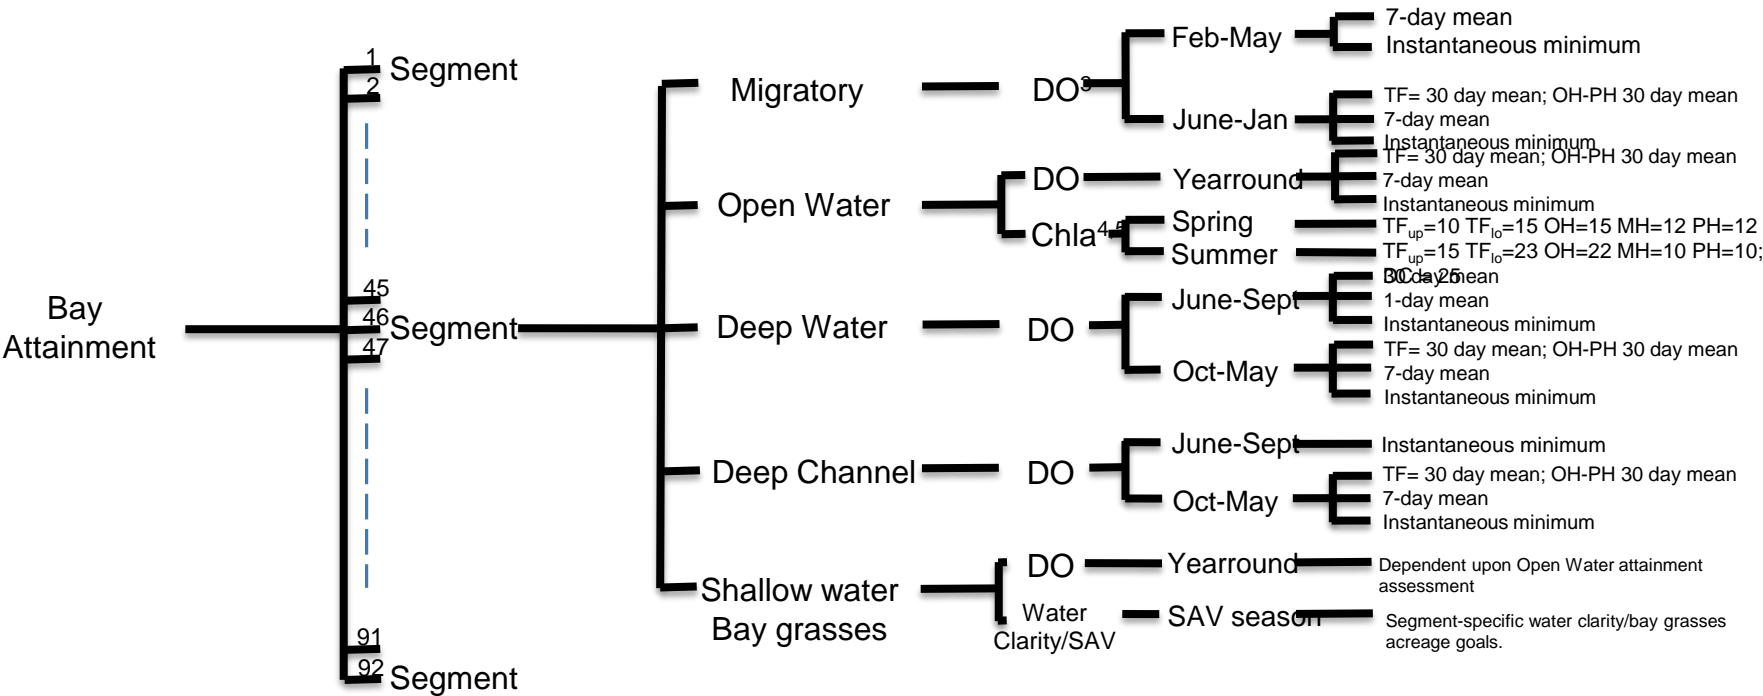 Bay
Attainment
1
Segment
2
45
46
Segment
47
91
92
Segment
Migratory
DO³
Feb-May
7-day mean
Instantaneous minimum
June-Jan
TF= 30 day mean; OH-PH 30 day mean
7-day mean
Instantaneous minimum
Open Water
DO
Yearround
TF= 30 day mean; OH-PH 30 day mean
7-day mean
Instantaneous minimum
Chla⁴,⁵
Spring
TFup=10 TFlo=15 OH=15 MH=12 PH=12
Summer
TFup=15 TFlo=23 OH=22 MH=10 PH=10;
DC = 25
Deep Water
DO
June-Sept
30 day mean
1-day mean
Instantaneous minimum
Oct-May
TF= 30 day mean; OH-PH 30 day mean
7-day mean
Instantaneous minimum
Deep Channel
DO
June-Sept
Instantaneous minimum
Oct-May
TF= 30 day mean; OH-PH 30 day mean
7-day mean
Instantaneous minimum
Shallow water
Bay grasses
DO
Yearround
Dependent upon Open Water attainment
assessment
Water
Clarity/SAV
SAV season
Segment-specific water clarity/bay grasses
acreage goals.